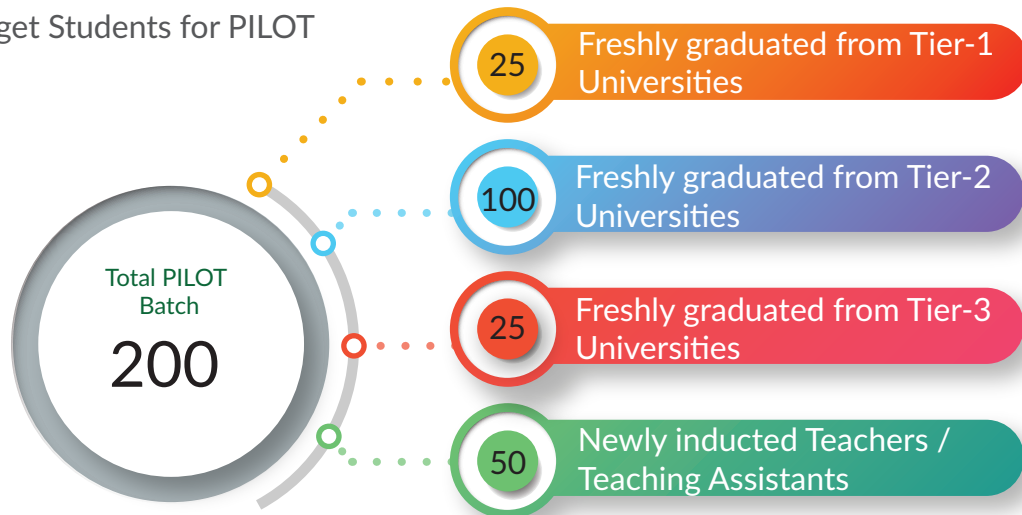 get Students for PILOT
25
Freshly graduated from Tier-1
Universities
100
Freshly graduated from Tier-2
Universities
Total PILOT
Batch
200
25
Freshly graduated from Tier-3
Universities
50
Newly inducted Teachers /
Teaching Assistants